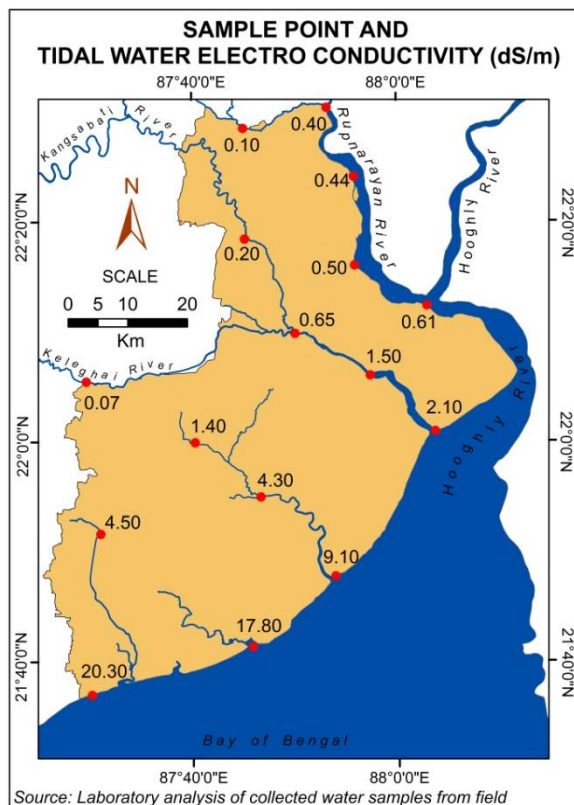 SAMPLE POINT AND
TIDAL WATER ELECTRO CONDUCTIVITY (dS/m)
87°40'0"E
88°0'0"E
Kangsabati River
0.10
0.40
Rupnarayan River
Hooghly River
0.44
N
22°20'0"N
22°20'0"N
0.20
0.50
SCALE
0 5 10 20
Km
0.61
0.65
Keleghai River
0.07
1.50
Hooghly River
2.10
22°0'0"N
22°0'0"N
1.40
4.30
4.50
9.10
17.80
20.30
21°40'0"N
21°40'0"N
Bay of Bengal
87°40'0"E
88°0'0"E
Source: Laboratory analysis of collected water samples from field